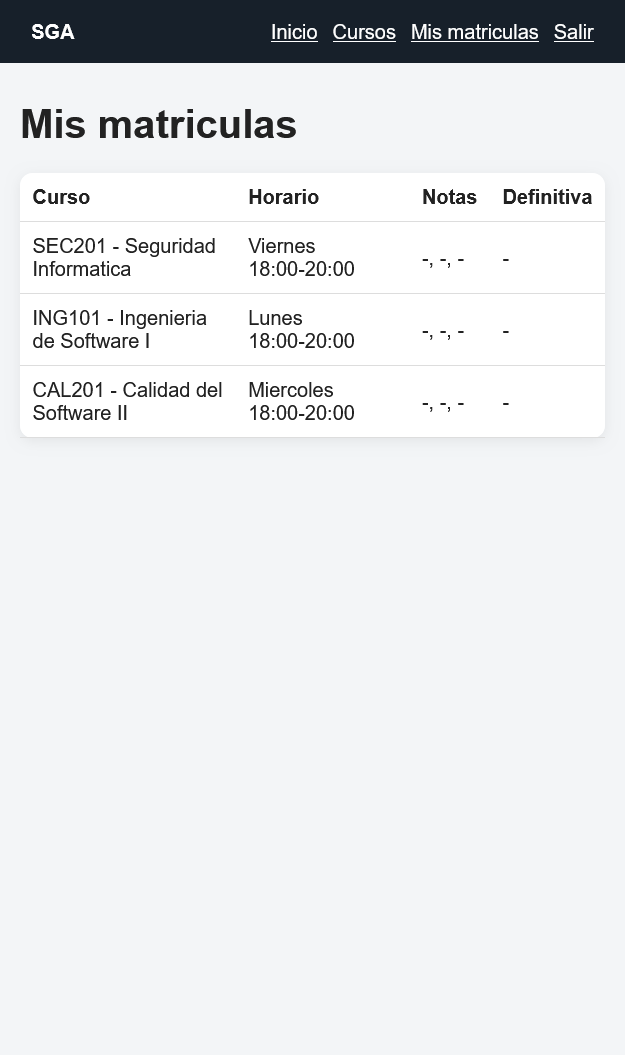 SGA Inicio Cursos Mis matriculas Salir
Mis matriculas
Curso Horario Notas Definitiva
SEC201 - Seguridad Informatica Viernes 18:00-20:00 -, -, - -
ING101 - Ingenieria de Software I Lunes 18:00-20:00 -, -, - -
CAL201 - Calidad del Software II Miercoles 18:00-20:00 -, -, - -